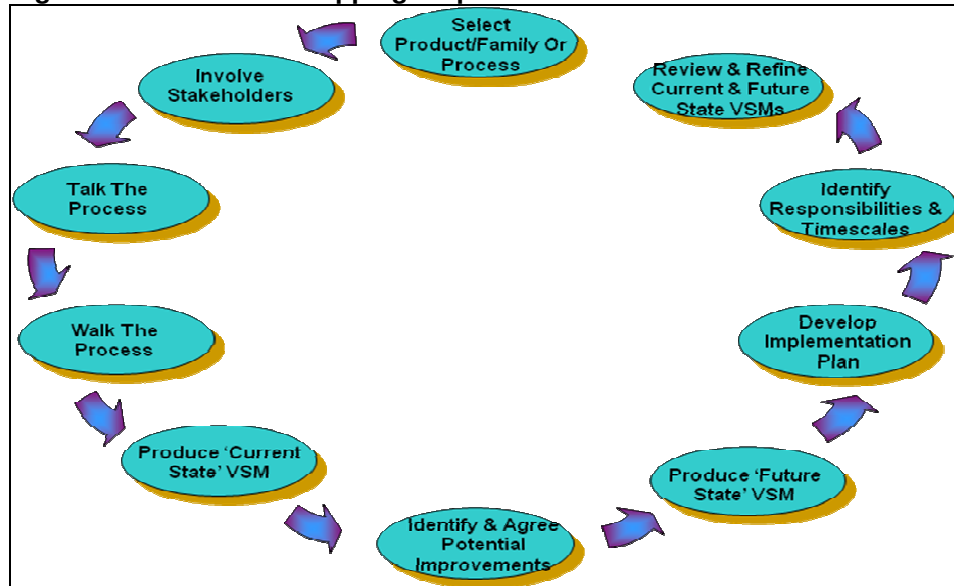 pping
Select
Product/Family Or
Process
Involve
Stakeholders
Talk The
Process
Walk The
Process
Produce ‘Current
State’ VSM
Identify & Agree
Potential
Improvements
Produce ‘Future
State’ VSM
Develop
Implementation
Plan
Identify
Responsibilities &
Timescales
Review & Refine
Current & Future
State VSMs